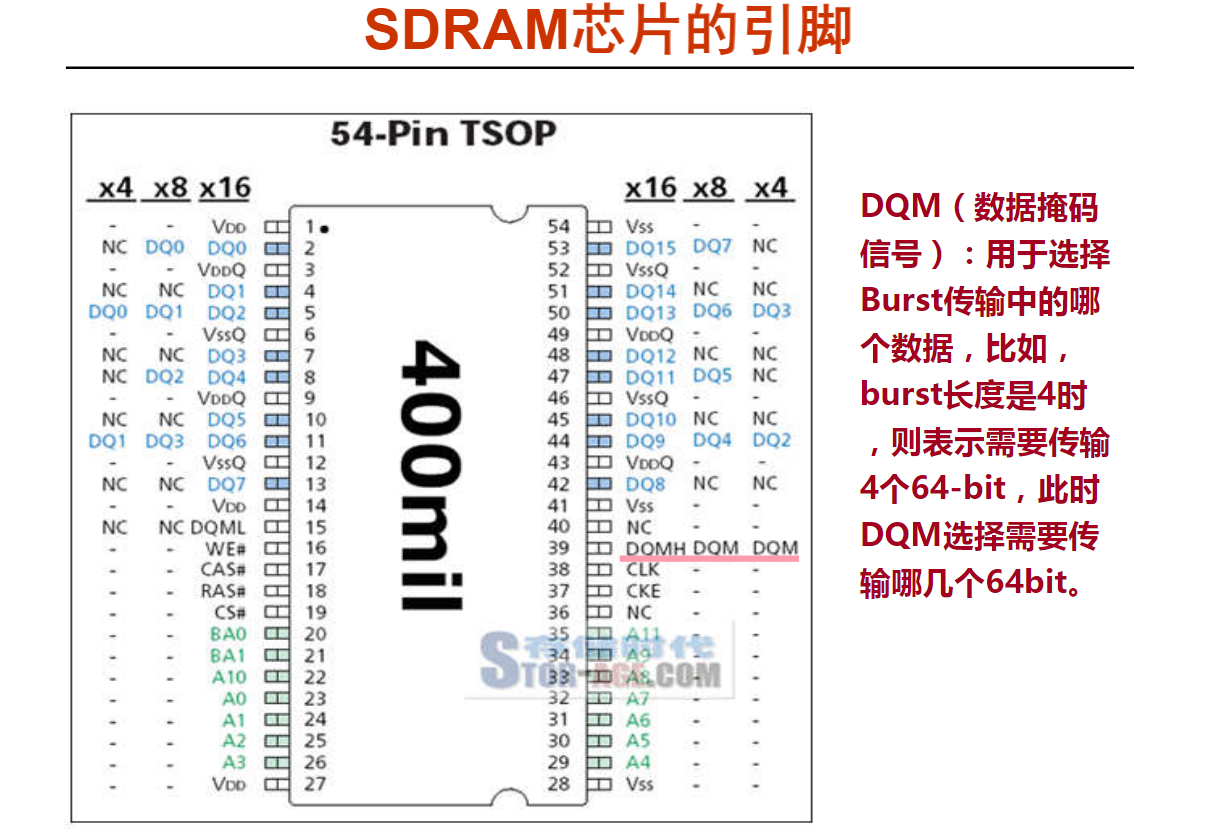 SDRAM芯片的引脚
54-Pin TSOP
x4 x8 x16 x16 x8 x4
- - VDD 1 54 Vss - -
NC DQ0 DQ0 2 53 DQ15 DQ7 NC
- - VDDQ 3 52 VssQ - -
NC NC DQ1 4 51 DQ14 NC NC
DQ0 DQ1 DQ2 5 50 DQ13 DQ6 DQ3
- - VssQ 6 49 VDDQ - -
NC NC DQ3 7 48 DQ12 NC NC
NC DQ2 DQ4 8 47 DQ11 DQ5 NC
- - VDDQ 9 46 VssQ - -
NC NC DQ5 10 45 DQ10 NC NC
DQ1 DQ3 DQ6 11 44 DQ9 DQ4 DQ2
- - VssQ 12 43 VDDQ - -
NC NC DQ7 13 42 DQ8 NC NC
- - VDD 14 41 Vss - -
NC NC DQML 15 40 NC - -
- - WE# 16 39 DQMH DQM DQM
- - CAS# 17 38 CLK - -
- - RAS# 18 37 CKE - -
- - CS# 19 36 NC - -
- - BA0 20 35 A11 - -
- - BA1 21 34 A9 - -
- - A10 22 33 A8 - -
- - A0 23 32 A7 - -
- - A1 24 31 A6 - -
- - A2 25 30 A5 - -
- - A3 26 29 A4 - -
- - VDD 27 28 Vss - -
400mil
存储时代
STOR-AGE.COM
DQM（数据掩码
信号）：用于选择
Burst传输中的哪
个数据，比如，
burst长度是4时
，则表示需要传输
4个64-bit，此时
DQM选择需要传
输哪几个64bit。